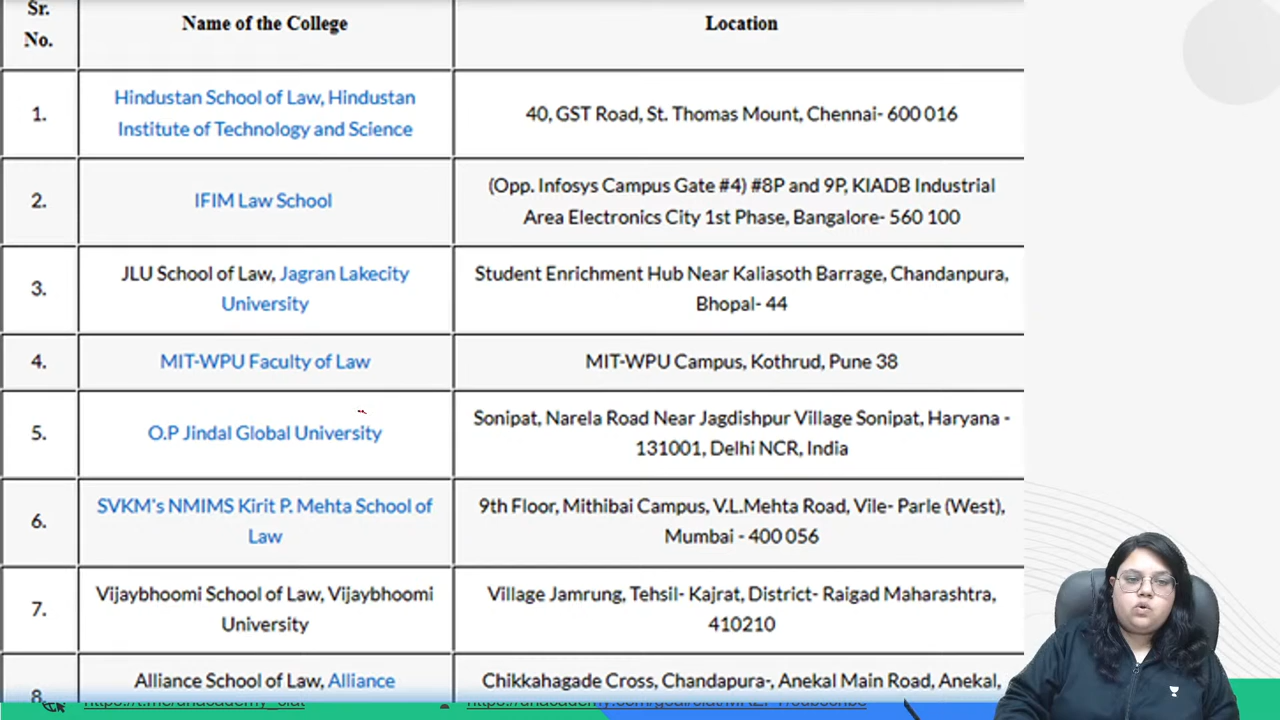 Sr.
No.
Name of the College
Location
1.
Hindustan School of Law, Hindustan
Institute of Technology and Science
40, GST Road, St. Thomas Mount, Chennai- 600 016
2.
IFIM Law School
(Opp. Infosys Campus Gate #4) #8P and 9P, KIADB Industrial
Area Electronics City 1st Phase, Bangalore- 560 100
3.
JLU School of Law, Jagran Lakecity
University
Student Enrichment Hub Near Kaliasoth Barrage, Chandanpura,
Bhopal- 44
4.
MIT-WPU Faculty of Law
MIT-WPU Campus, Kothrud, Pune 38
5.
O.P Jindal Global University
Sonipat, Narela Road Near Jagdishpur Village Sonipat, Haryana -
131001, Delhi NCR, India
6.
SVKM's NMIMS Kirit P. Mehta School of
Law
9th Floor, Mithibai Campus, V.L.Mehta Road, Vile- Parle (West),
Mumbai - 400 056
7.
Vijaybhoomi School of Law, Vijaybhoomi
University
Village Jamrung, Tehsil- Kajrat, District- Raigad Maharashtra,
410210
8.
Alliance School of Law, Alliance
Chikkahagade Cross, Chandapura-, Anekal Main Road, Anekal,